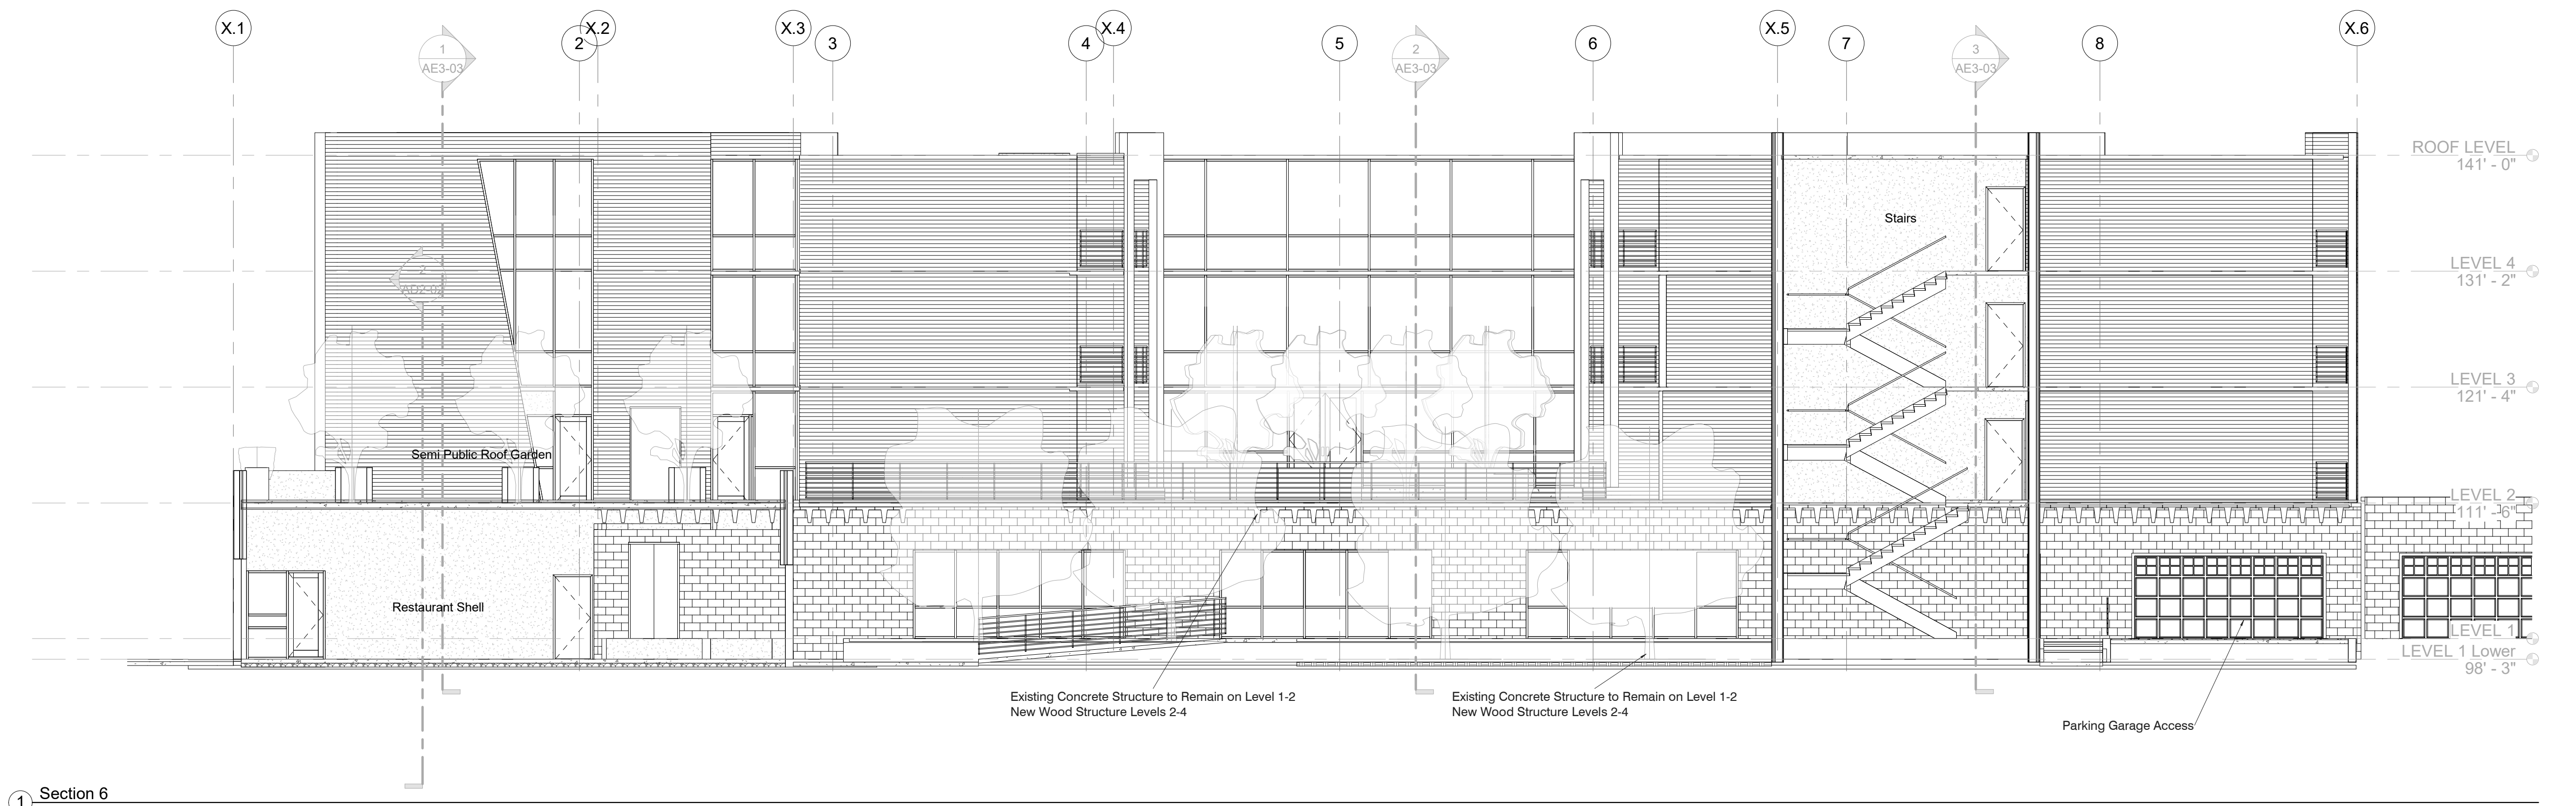 X.1
X.2
X.3
X.4
X.5
X.6
2
3
4
5
6
7
8
1
AE3-03
2
AE3-03
3
AE3-03
ROOF LEVEL
141' - 0"
Stairs
LEVEL 4
131' - 2"
2
LEVEL 3
121' - 4"
Semi Public Roof Garden
LEVEL 2
111' - 6"
Restaurant Shell
LEVEL 1
LEVEL 1 Lower
98' - 3"
Existing Concrete Structure to Remain on Level 1-2
New Wood Structure Levels 2-4
Existing Concrete Structure to Remain on Level 1-2
New Wood Structure Levels 2-4
Parking Garage Access
1
Section 6